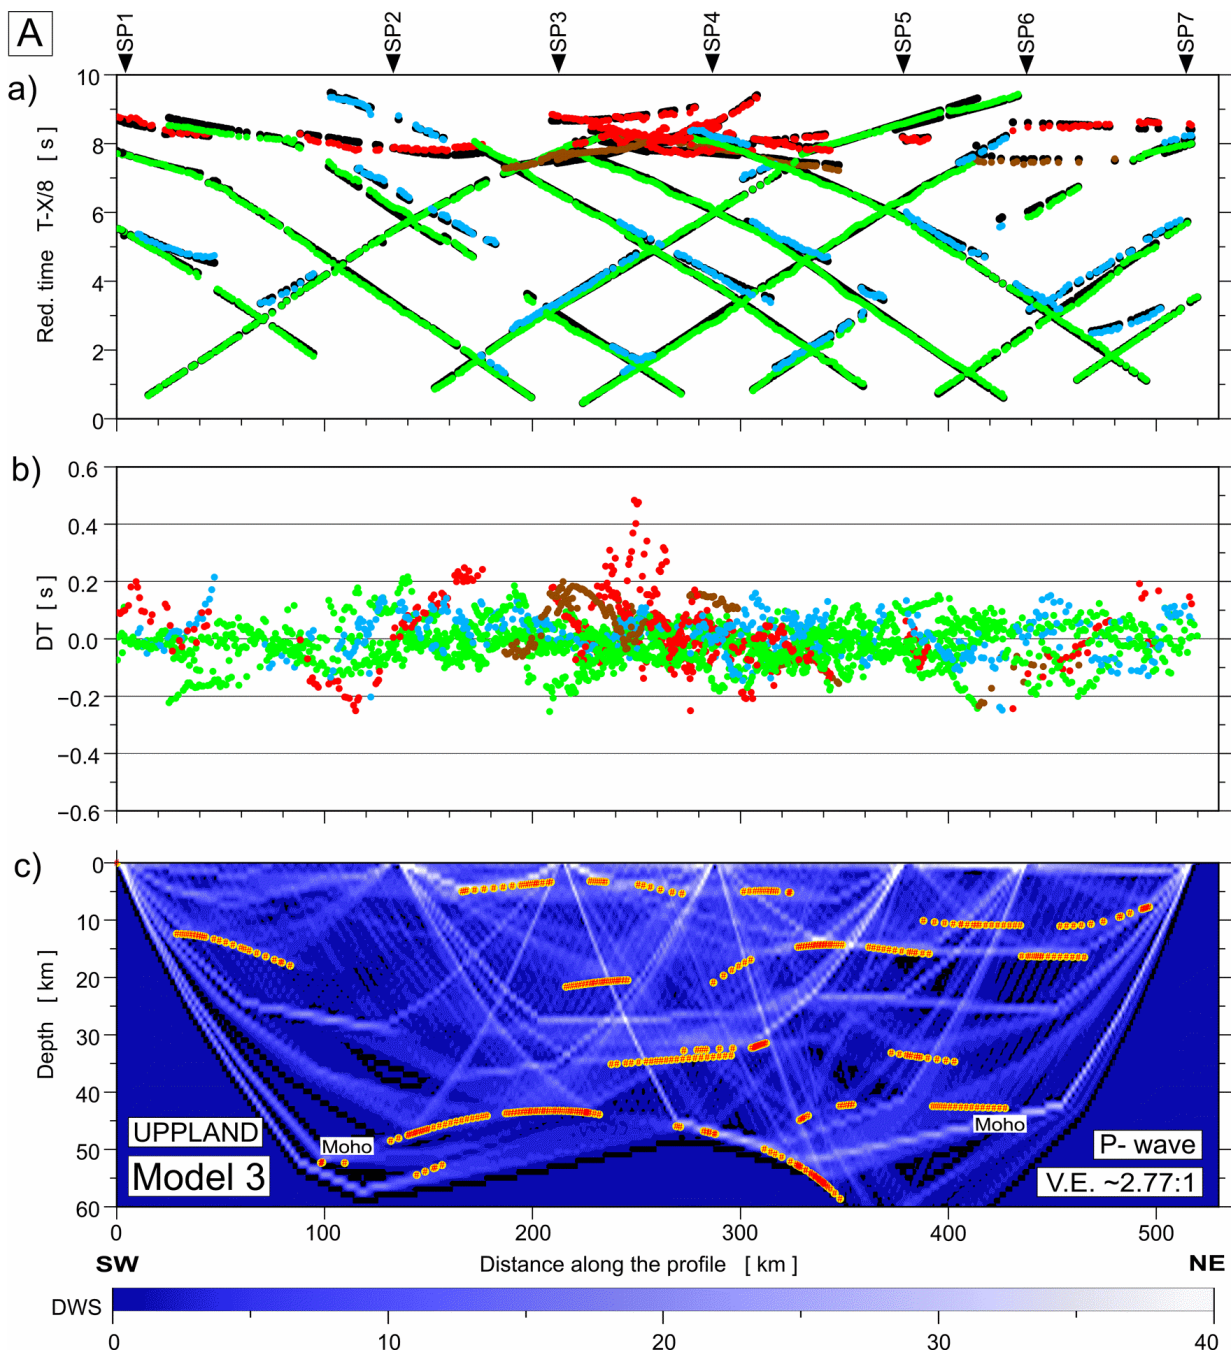 A
SP1 SP2 SP3 SP4 SP5 SP6 SP7
a)
Red. time T-X/8 [ s ]
10
8
6
4
2
0
b)
DT [ s ]
0.6
0.4
0.2
0.0
−0.2
−0.4
−0.6
c)
Depth [ km ]
0
10
20
30
40
50
60
UPPLAND
Model 3
Moho
Moho
P- wave
V.E. ~2.77:1
0 100 200 300 400 500
SW Distance along the profile [ km ] NE
DWS
0 10 20 30 40